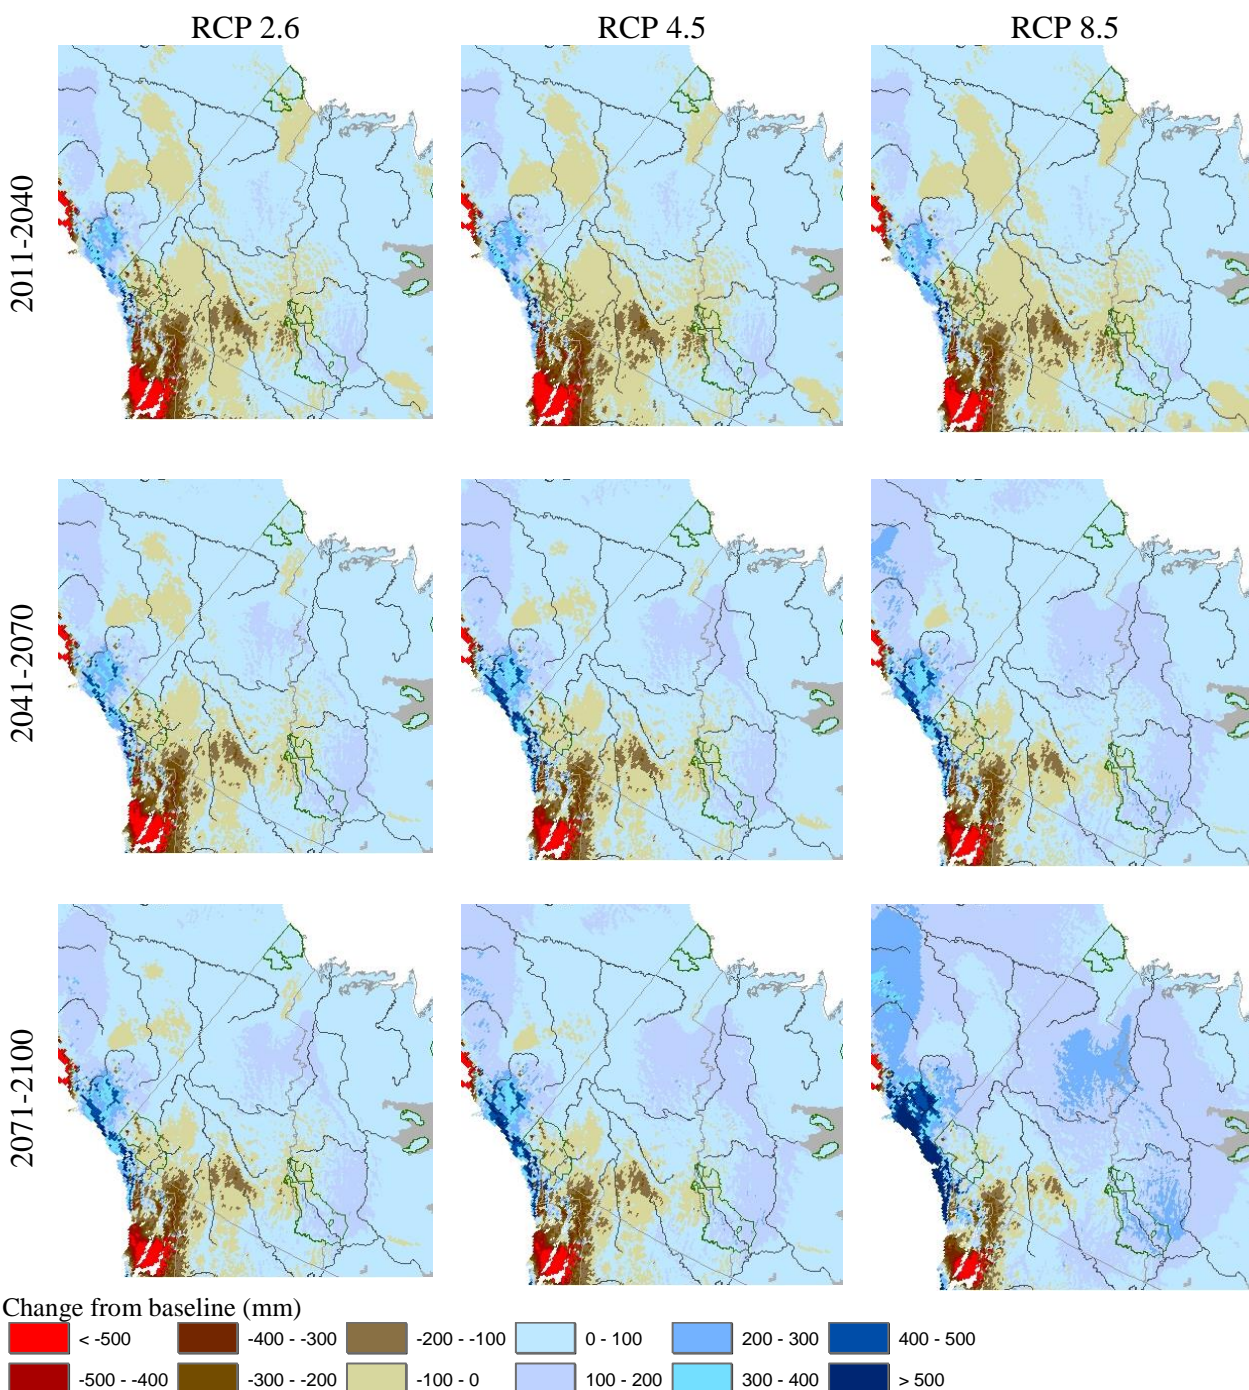 RCP 2.6 RCP 4.5 RCP 8.5
2011-2040
2041-2070
2071-2100
Change from baseline (mm)
< -500 -400 - -300 -200 - -100 0 - 100 200 - 300 400 - 500
-500 - -400 -300 - -200 -100 - 0 100 - 200 300 - 400 > 500